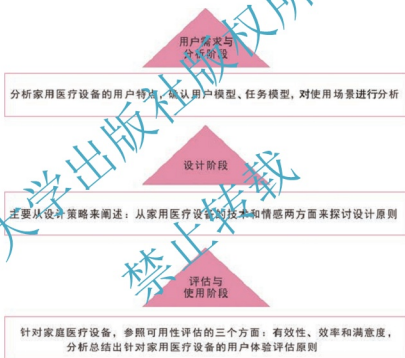 用户需求与
分析阶段
分析家用医疗设备的用户特点，确认用户模型、任务模型，对使用场景进行分析
设计阶段
主要从设计策略来阐述：从家用医疗设备的技术和情感两方面来探讨设计原则
评估与
使用阶段
针对家庭医疗设备，参照可用性评估的三个方面：有效性、效率和满意度，
分析总结出针对家用医疗设备的用户体验评估原则
大学出版社版权所
禁止转载